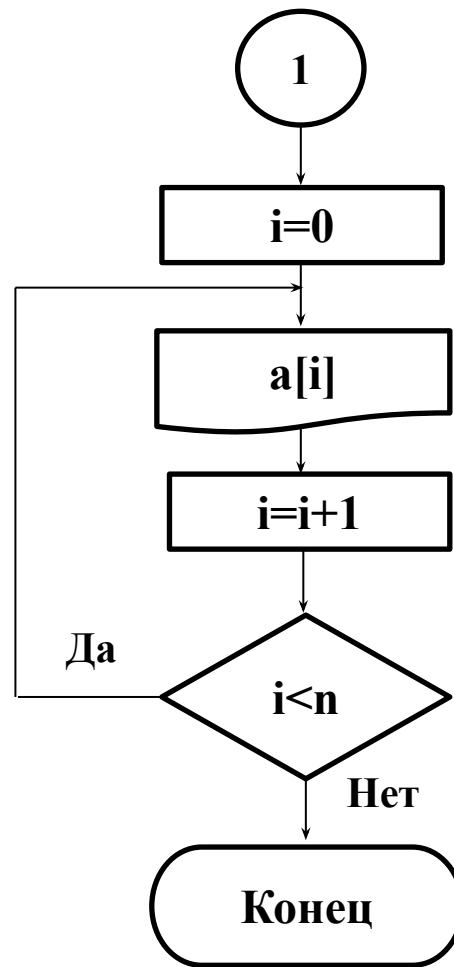 1
i=0
a[i]
i=i+1
Да
i<n
Нет
Конец